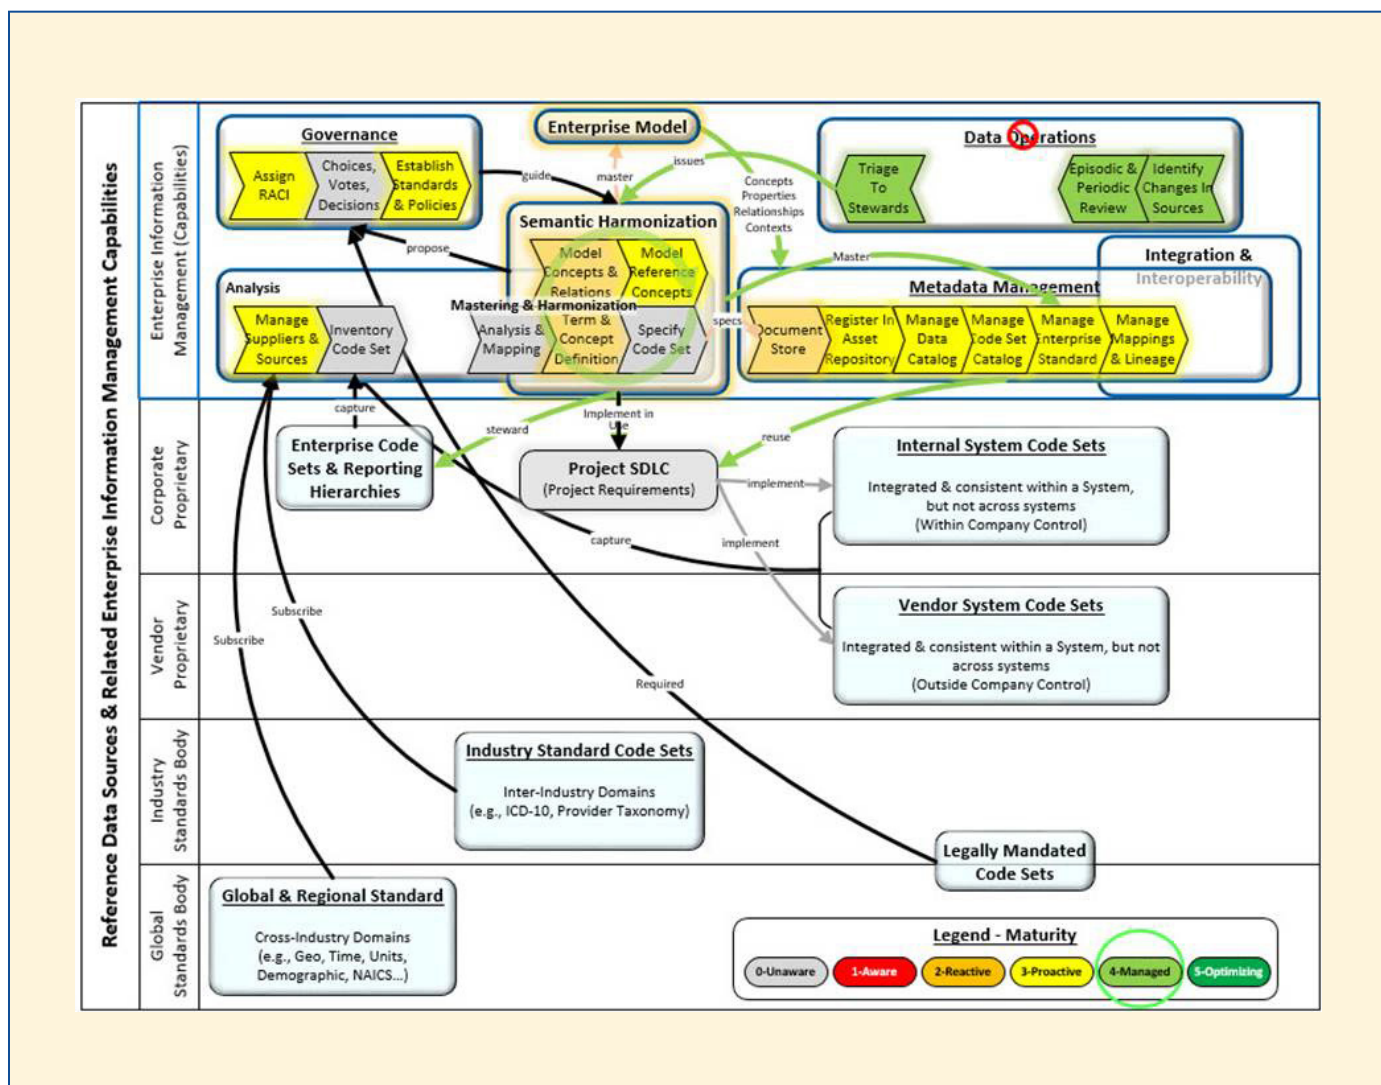 Reference Data Sources & Related Enterprise Information Management Capabilities
Enterprise Information
Management (Capabilities)
Governance
Assign
RACI
Choices,
Votes,
Decisions
Establish
Standards
& Policies
guide
propose
Enterprise Model
master
issues
Concepts
Properties
Relationships
Contexts
Data Operations
Triage
To
Stewards
Episodic &
Periodic
Review
Identify
Changes In
Sources
Semantic Harmonization
Model
Concepts &
Relations
Model
Reference
Concepts
Mastering & Harmonization
Analysis &
Mapping
Term &
Concept
Definition
Specify
Code Set
Analysis
Manage
Suppliers &
Sources
Inventory
Code Set
specs
Master
Integration &
Interoperability
Metadata Management
Document
Store
Register In
Asset
Repository
Manage
Data
Catalog
Manage
Code Set
Catalog
Manage
Enterprise
Standard
Manage
Mappings
& Lineage
Corporate
Proprietary
capture
steward
Implement in
Use
reuse
Enterprise Code
Sets & Reporting
Hierarchies
Project SDLC
(Project Requirements)
implement
implement
capture
Internal System Code Sets
Integrated & consistent within a System,
but not across systems
(Within Company Control)
Vendor
Proprietary
Subscribe
Subscribe
Required
Vendor System Code Sets
Integrated & consistent within a System, but not
across systems
(Outside Company Control)
Industry
Standards Body
Industry Standard Code Sets
Inter-Industry Domains
(e.g., ICD-10, Provider Taxonomy)
Legally Mandated
Code Sets
Global
Standards Body
Global & Regional Standard
Cross-Industry Domains
(e.g., Geo, Time, Units,
Demographic, NAICS...)
Legend - Maturity
0-Unaware
1-Aware
2-Reactive
3-Proactive
4-Managed
5-Optimizing